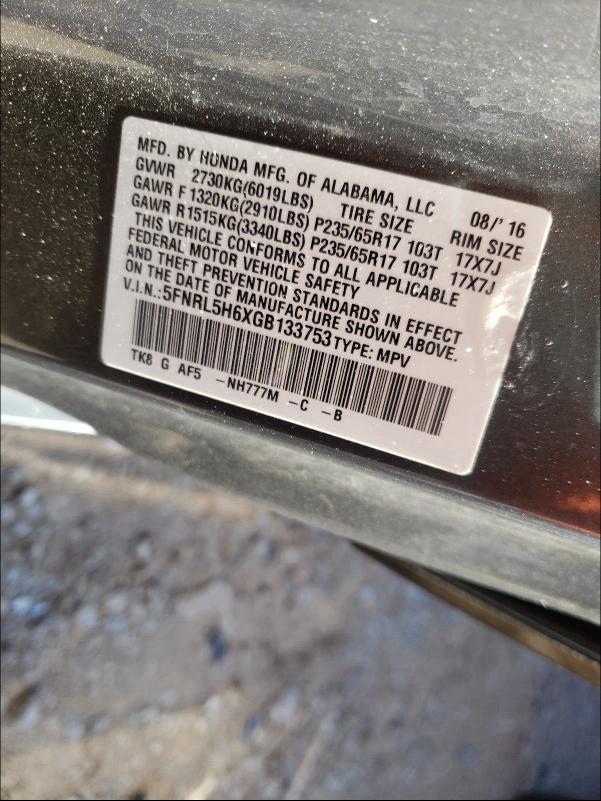 MFD. BY HONDA MFG. OF ALABAMA, LLC 08/'16
GVWR 2730KG(6019LBS) TIRE SIZE RIM SIZE
GAWR F 1320KG(2910LBS) P235/65R17 103T 17X7J
GAWR R1515KG(3340LBS) P235/65R17 103T 17X7J
THIS VEHICLE CONFORMS TO ALL APPLICABLE
FEDERAL MOTOR VEHICLE SAFETY
AND THEFT PREVENTION STANDARDS IN EFFECT
ON THE DATE OF MANUFACTURE SHOWN ABOVE.
V.I.N.:5FNRL5H6XGB133753 TYPE: MPV
TK8 G AF5 -NH777M -C -B